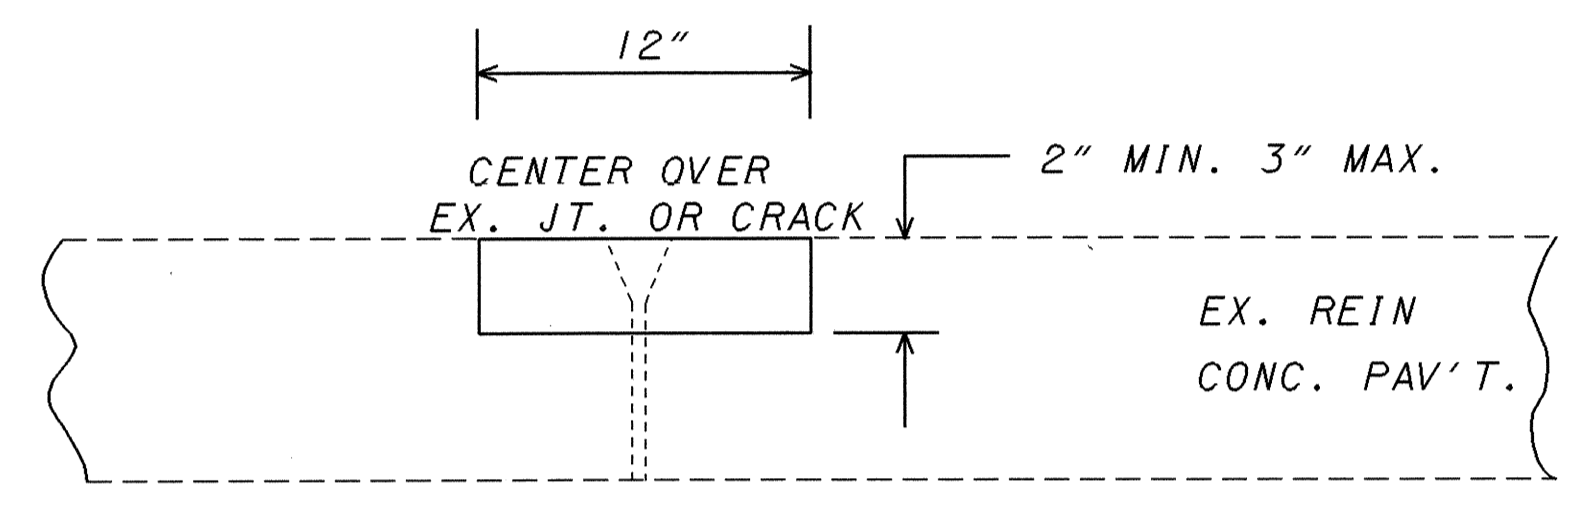 12"
CENTER OVER
EX. JT. OR CRACK
2" MIN. 3" MAX.
EX. REIN
CONC. PAV'T.